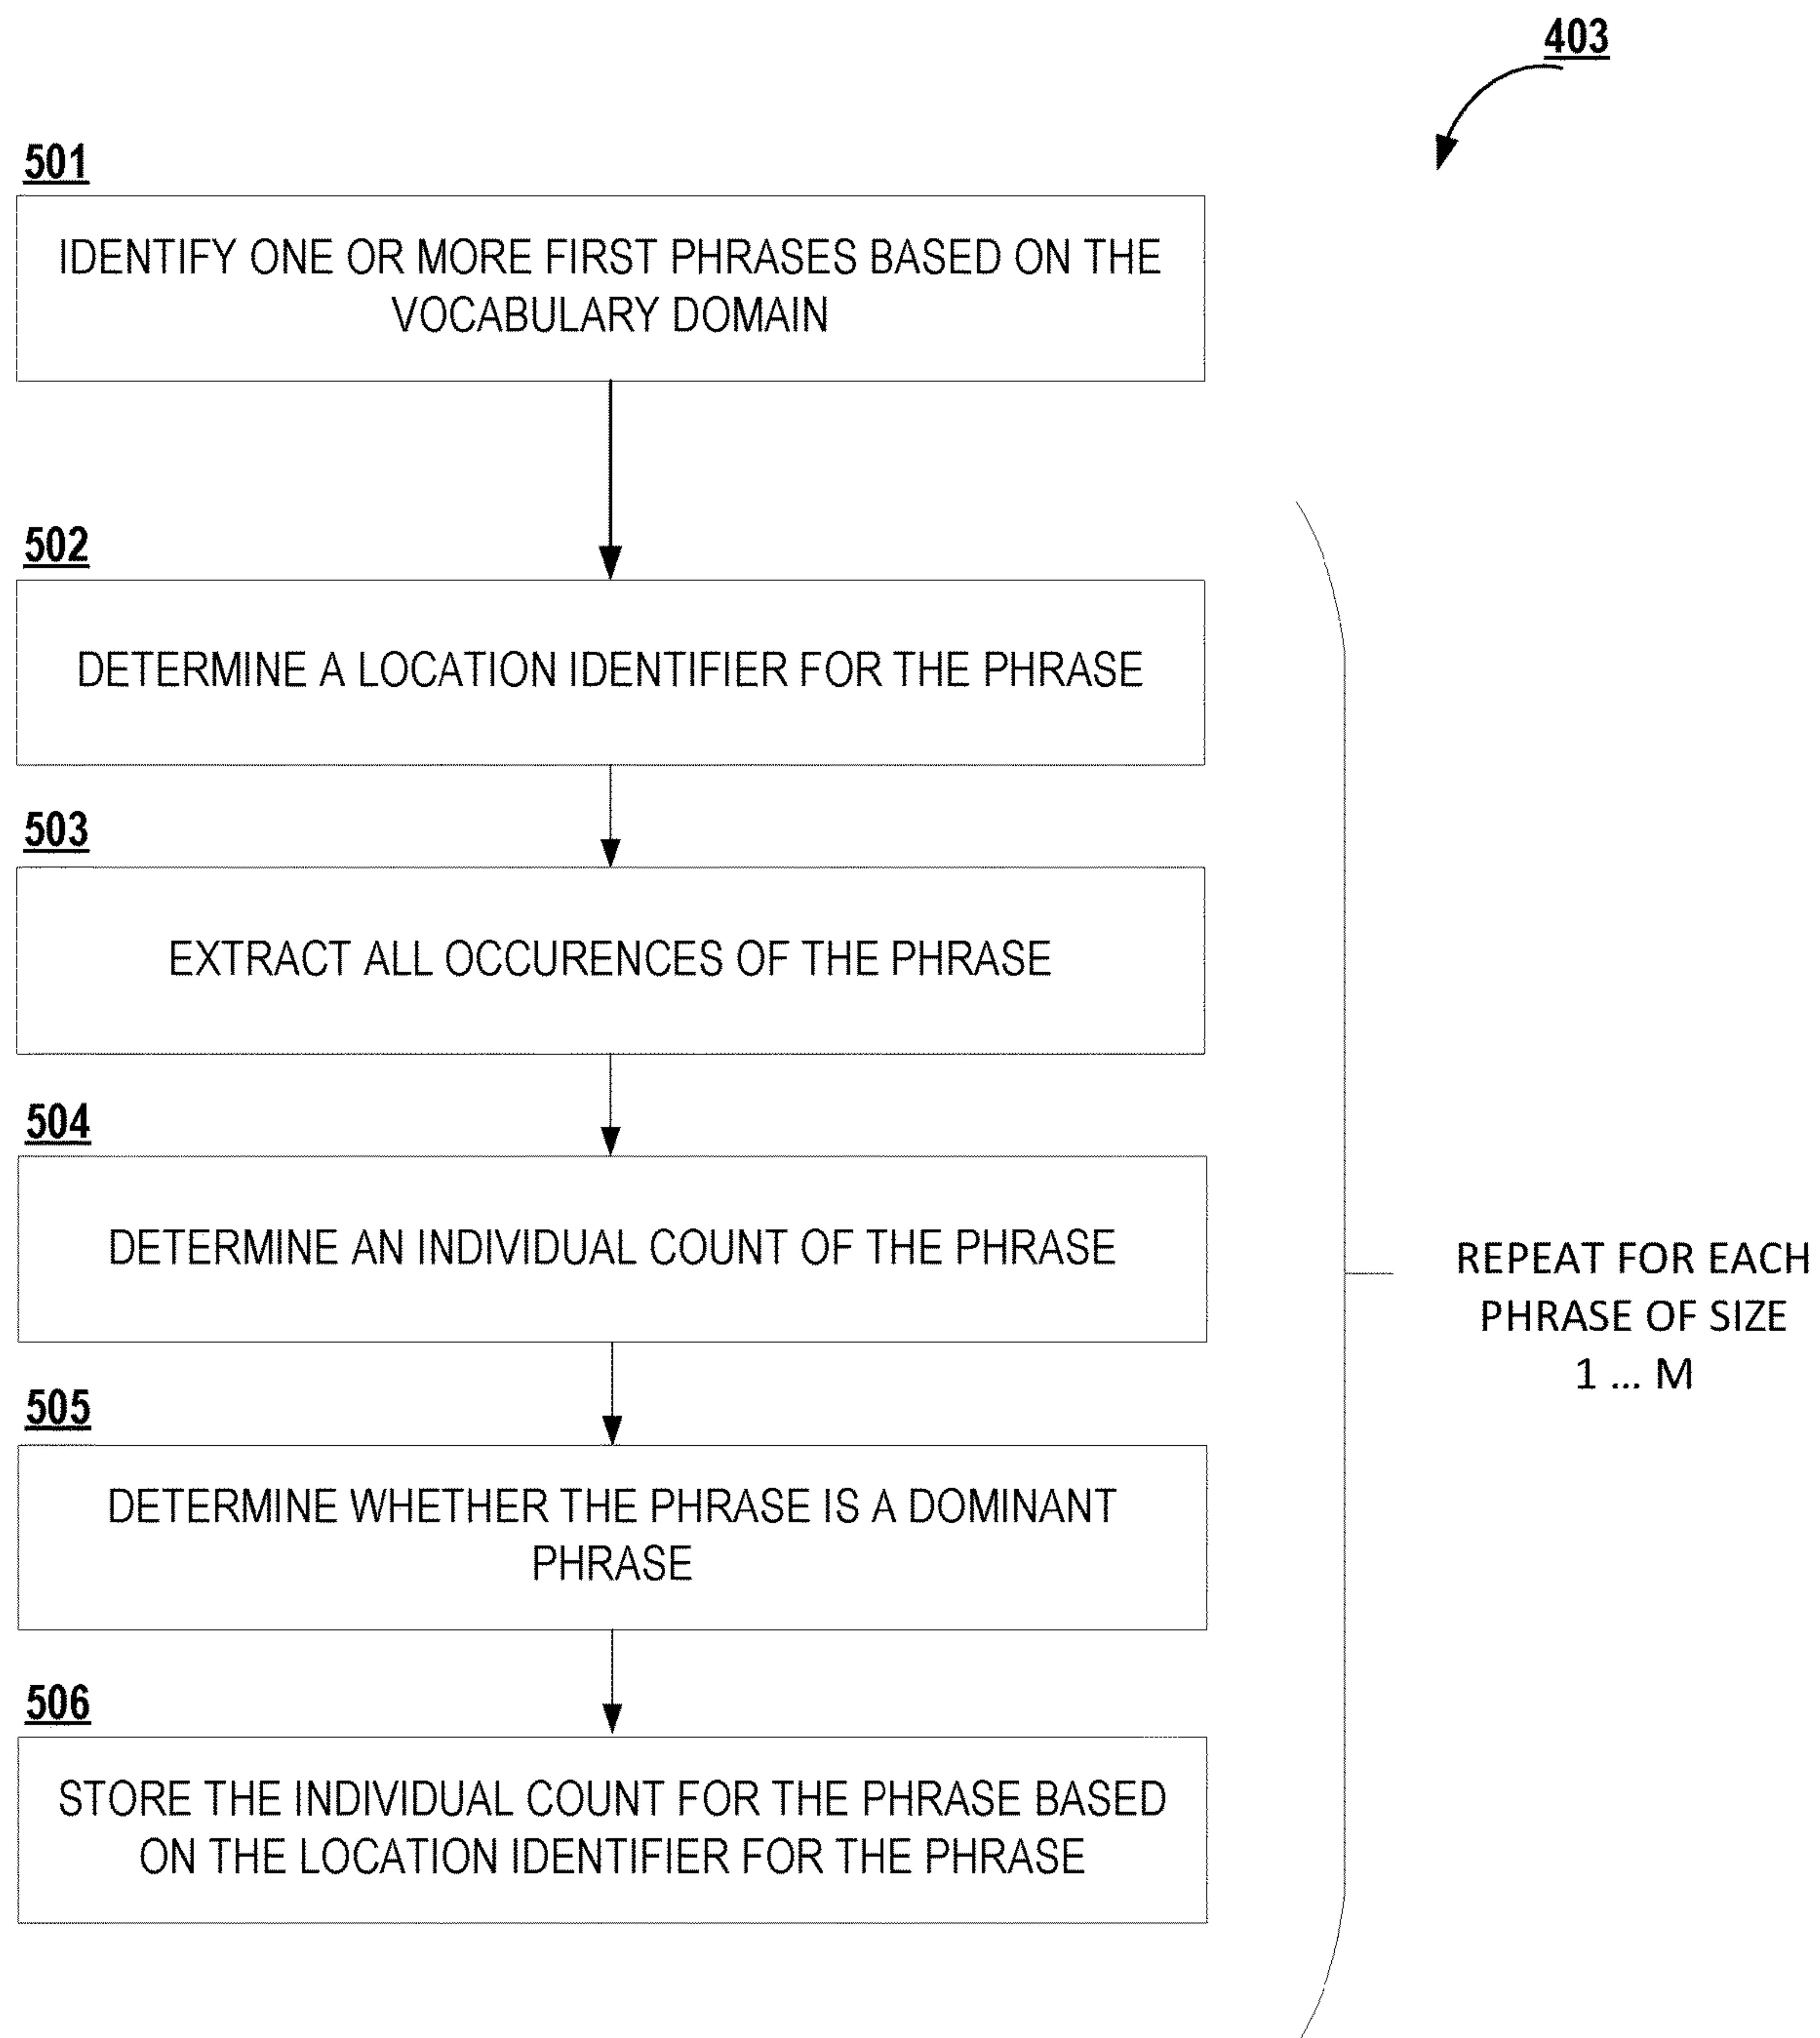 403
501
IDENTIFY ONE OR MORE FIRST PHRASES BASED ON THE
VOCABULARY DOMAIN
502
DETERMINE A LOCATION IDENTIFIER FOR THE PHRASE
503
EXTRACT ALL OCCURENCES OF THE PHRASE
504
DETERMINE AN INDIVIDUAL COUNT OF THE PHRASE
REPEAT FOR EACH
PHRASE OF SIZE
1 ... M
505
DETERMINE WHETHER THE PHRASE IS A DOMINANT
PHRASE
506
STORE THE INDIVIDUAL COUNT FOR THE PHRASE BASED
ON THE LOCATION IDENTIFIER FOR THE PHRASE